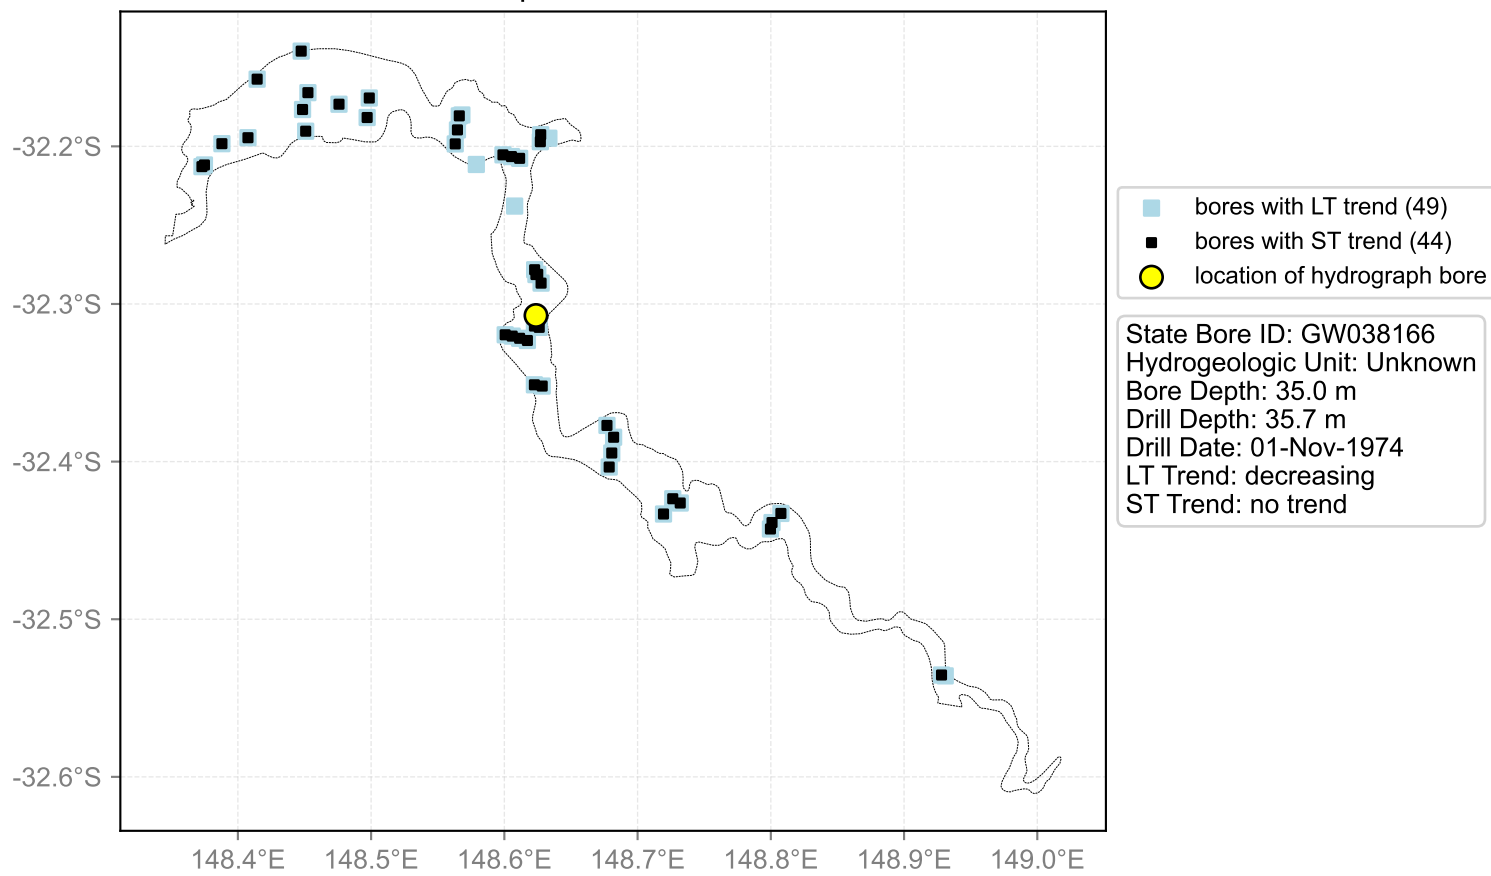 -32.2°S
-32.3°S
-32.4°S
-32.5°S
-32.6°S
148.4°E 148.5°E 148.6°E 148.7°E 148.8°E 148.9°E 149.0°E
bores with LT trend (49)
bores with ST trend (44)
location of hydrograph bore
State Bore ID: GW038166
Hydrogeologic Unit: Unknown
Bore Depth: 35.0 m
Drill Depth: 35.7 m
Drill Date: 01-Nov-1974
LT Trend: decreasing
ST Trend: no trend